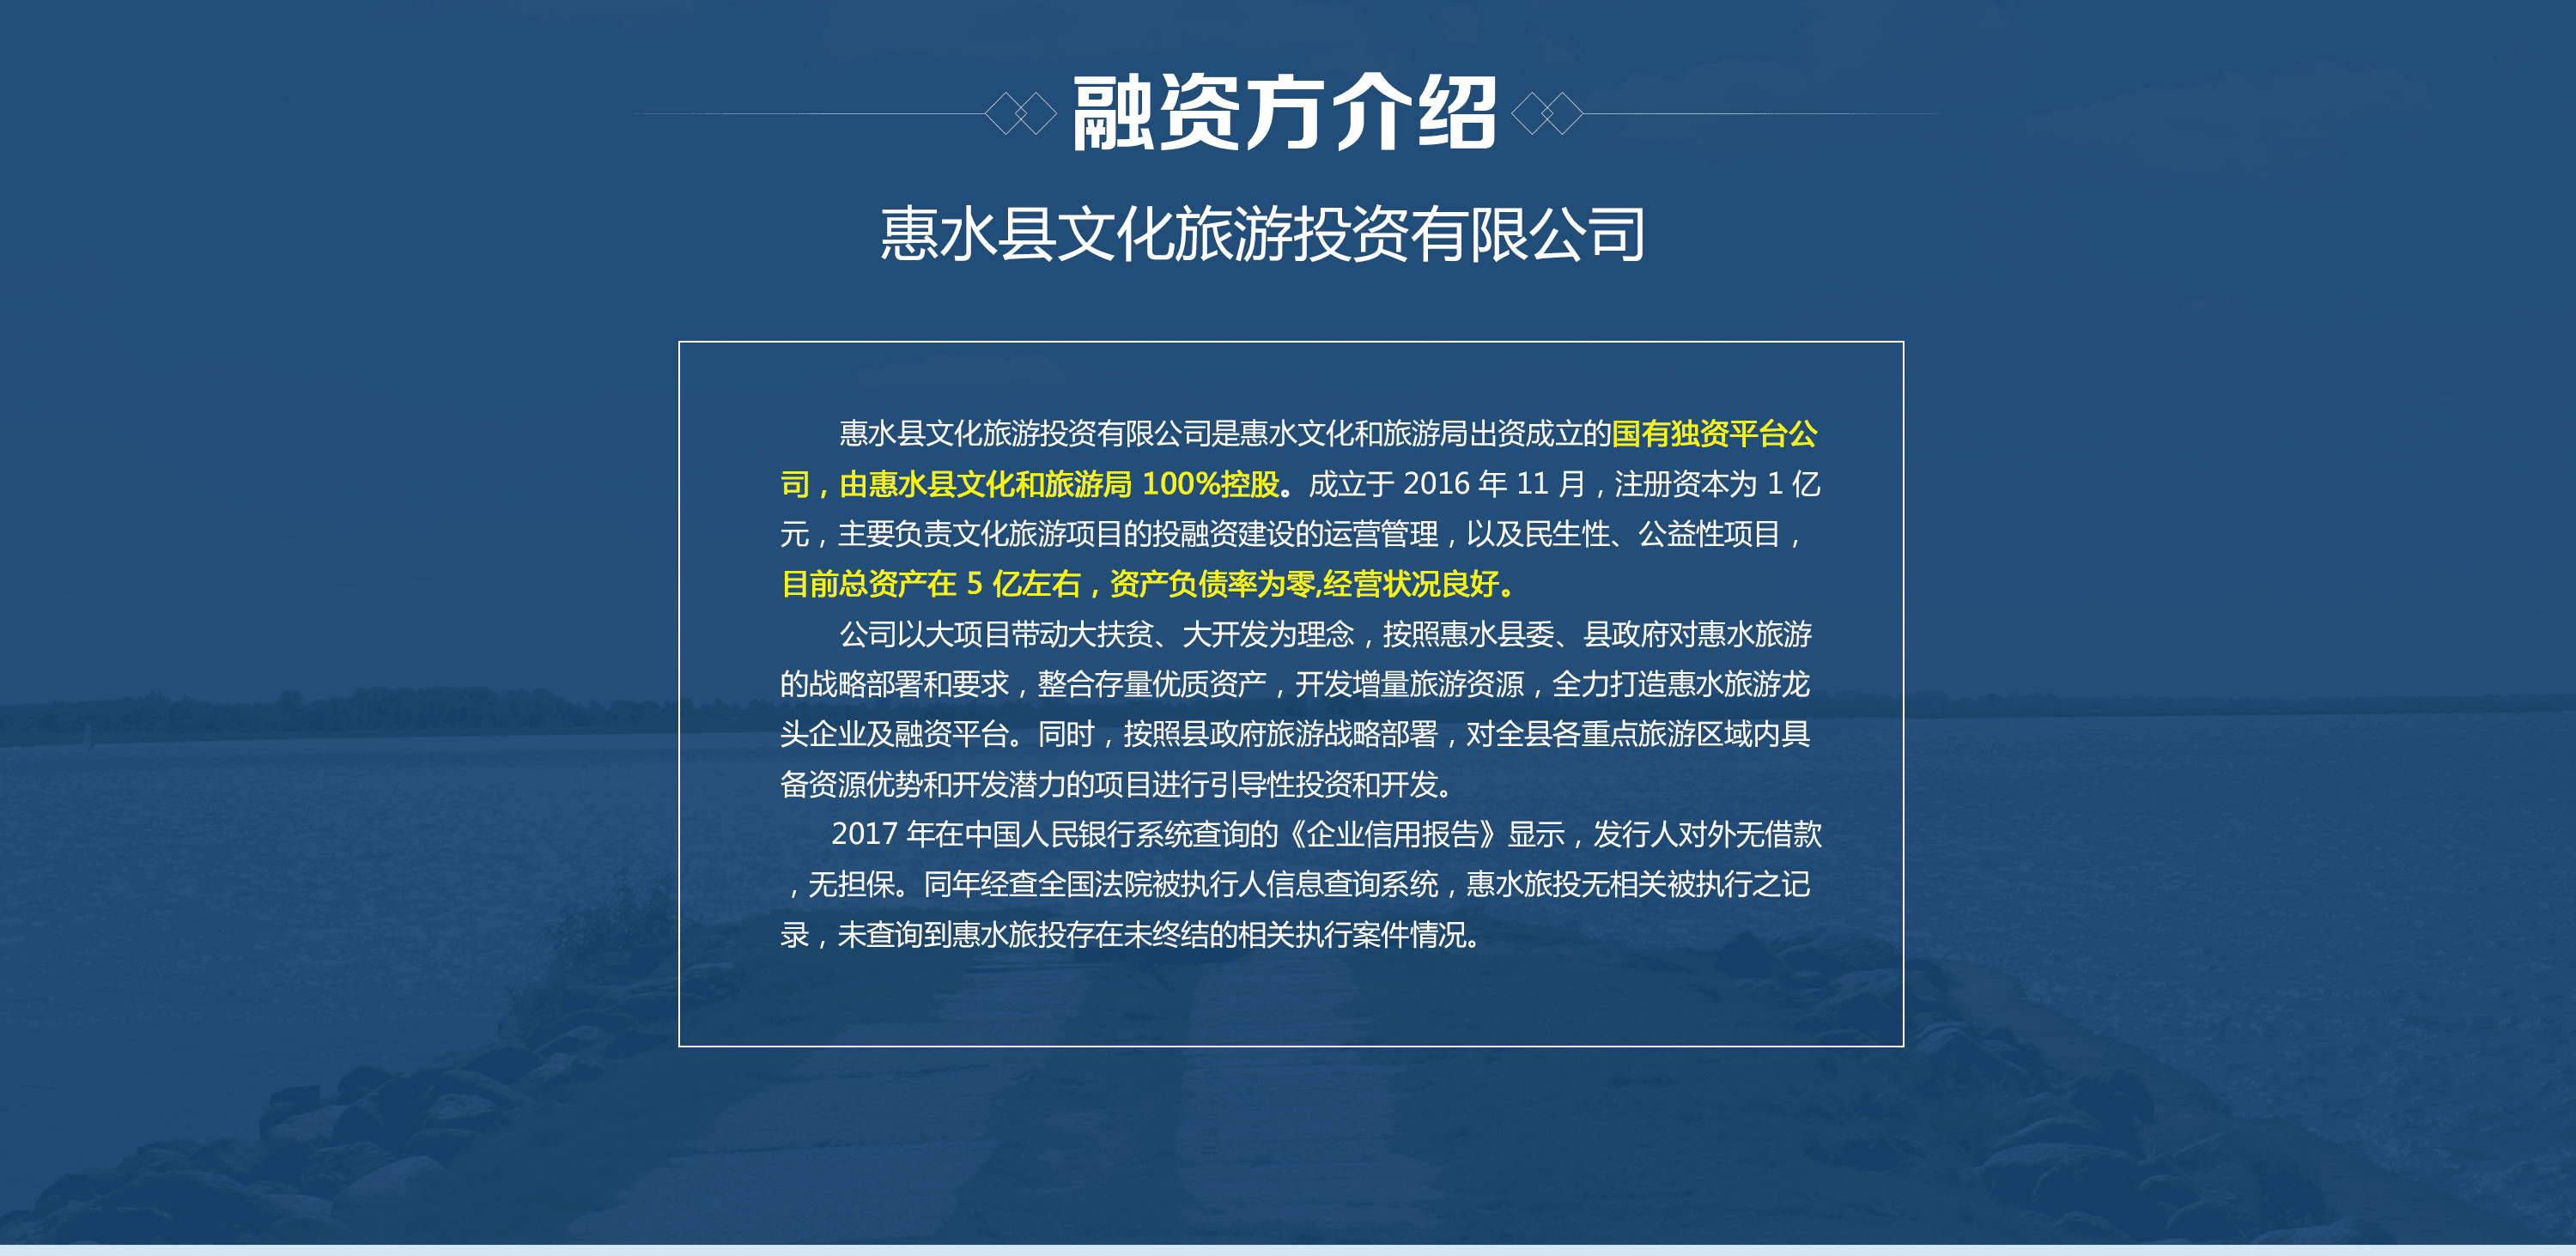 融资方介绍
惠水县文化旅游投资有限公司
惠水县文化旅游投资有限公司是惠水文化和旅游局出资成立的国有独资平台公
司，由惠水县文化和旅游局 100%控股。成立于 2016 年 11 月，注册资本为 1 亿
元，主要负责文化旅游项目的投融资建设的运营管理，以及民生性、公益性项目，
目前总资产在 5 亿左右，资产负债率为零,经营状况良好。
公司以大项目带动大扶贫、大开发为理念，按照惠水县委、县政府对惠水旅游
的战略部署和要求，整合存量优质资产，开发增量旅游资源，全力打造惠水旅游龙
头企业及融资平台。同时，按照县政府旅游战略部署，对全县各重点旅游区域内具
备资源优势和开发潜力的项目进行引导性投资和开发。
2017 年在中国人民银行系统查询的《企业信用报告》显示，发行人对外无借款
，无担保。同年经查全国法院被执行人信息查询系统，惠水旅投无相关被执行之记
录，未查询到惠水旅投存在未终结的相关执行案件情况。